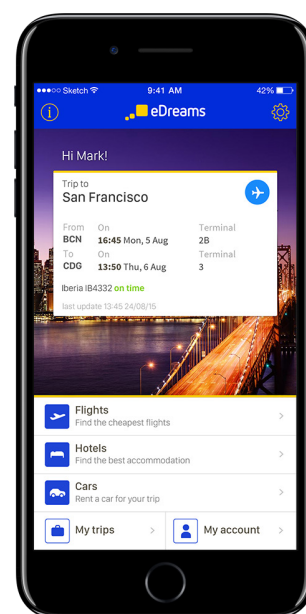 Sketch 9:41 AM 42%
eDreams
Hi Mark!
Trip to
San Francisco
From On Terminal
BCN 16:45 Mon, 5 Aug 2B
To On Terminal
CDG 13:50 Thu, 6 Aug 3
Iberia IB4332 on time
last update 13:45 24/08/15
Flights
Find the cheapest flights
Hotels
Find the best accommodation
Cars
Rent a car for your trip
My trips My account